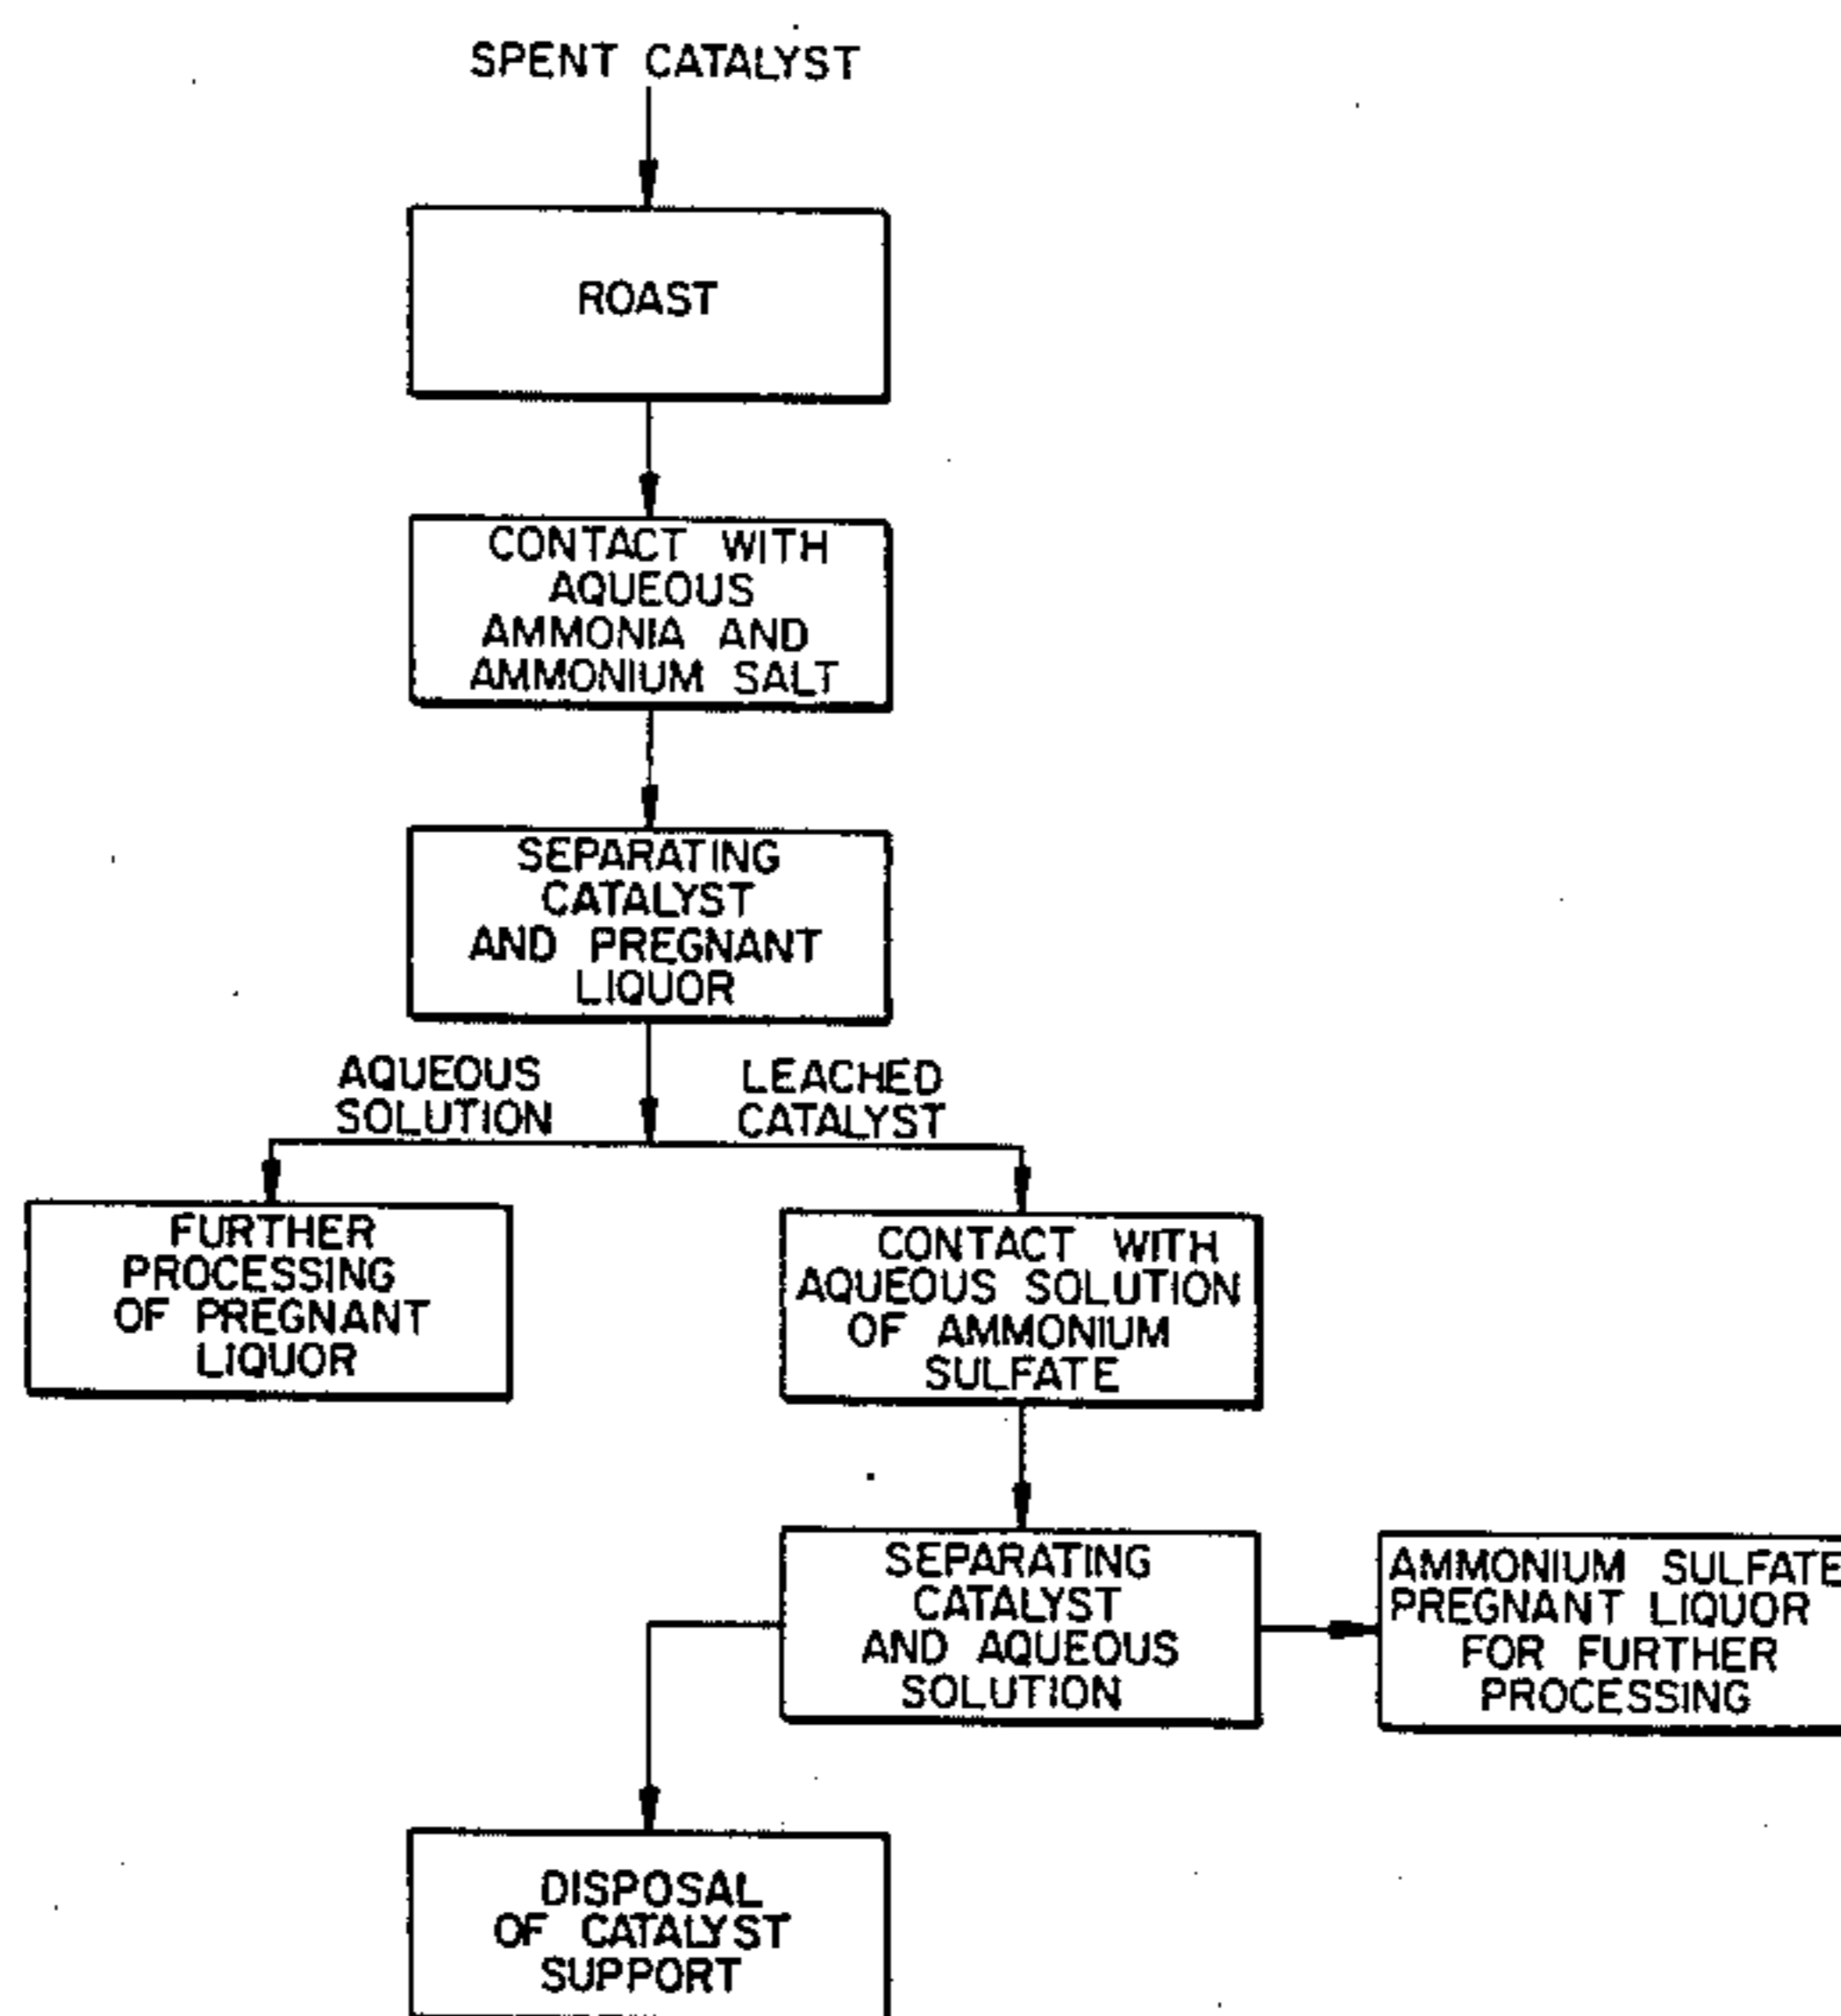 SPENT CATALYST
ROAST
CONTACT WITH
AQUEOUS
AMMONIA AND
AMMONIUM SALT
SEPARATING
CATALYST
AND PREGNANT
LIQUOR
AQUEOUS
SOLUTION
LEACHED
CATALYST
FURTHER
PROCESSING
OF PREGNANT
LIQUOR
CONTACT WITH
AQUEOUS SOLUTION
OF AMMONIUM
SULFATE
SEPARATING
CATALYST
AND AQUEOUS
SOLUTION
AMMONIUM SULFATE
PREGNANT LIQUOR
FOR FURTHER
PROCESSING
DISPOSAL
OF CATALYST
SUPPORT